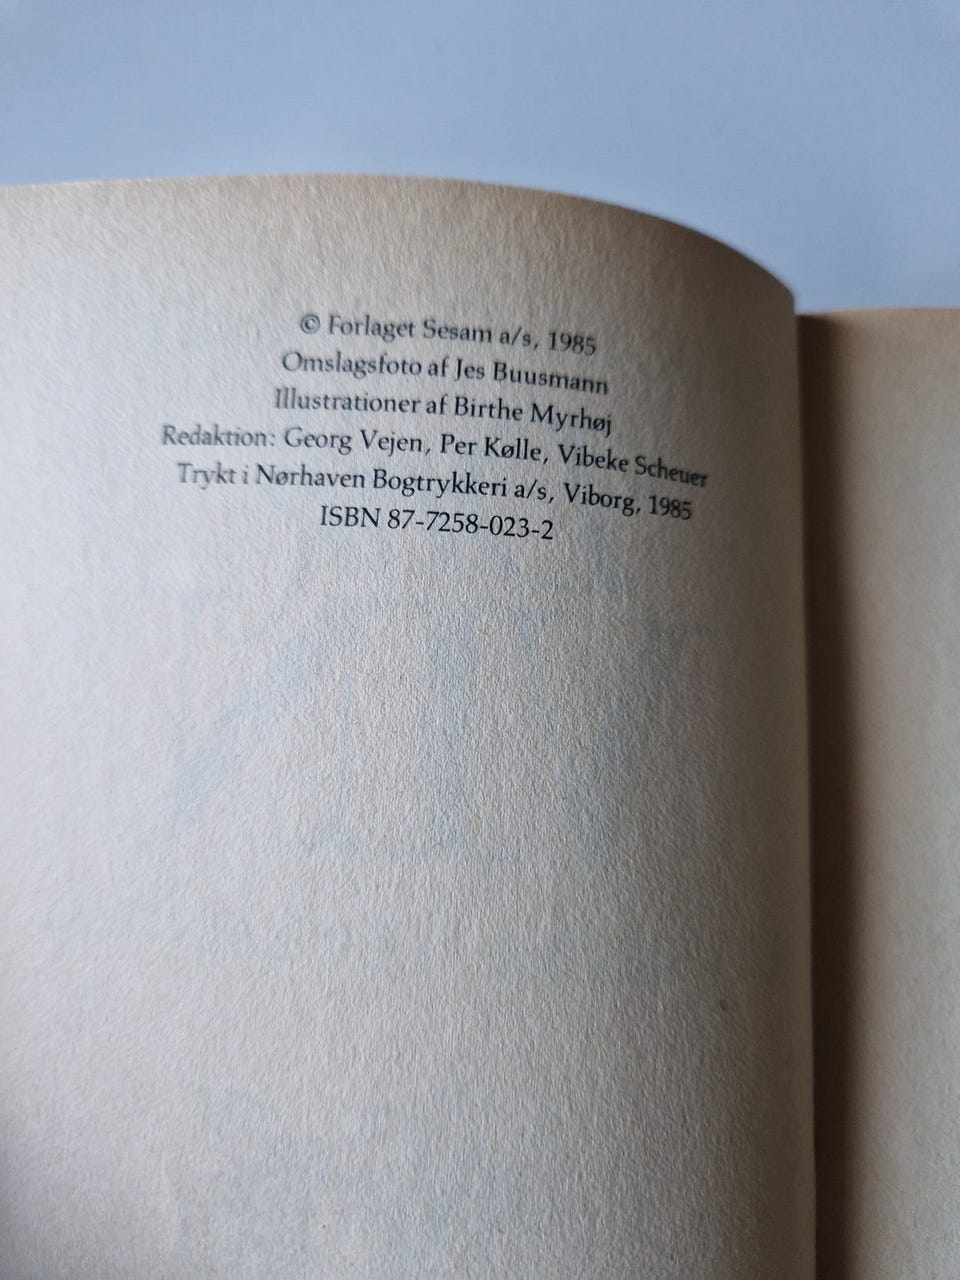 © Forlaget Sesam a/s, 1985
Omslagsfoto af Jes Buusmann
Illustrationer af Birthe Myrhøj
Redaktion: Georg Vejen, Per Kølle, Vibeke Scheuer
Trykt i Nørhaven Bogtrykkeri a/s, Viborg, 1985
ISBN 87-7258-023-2